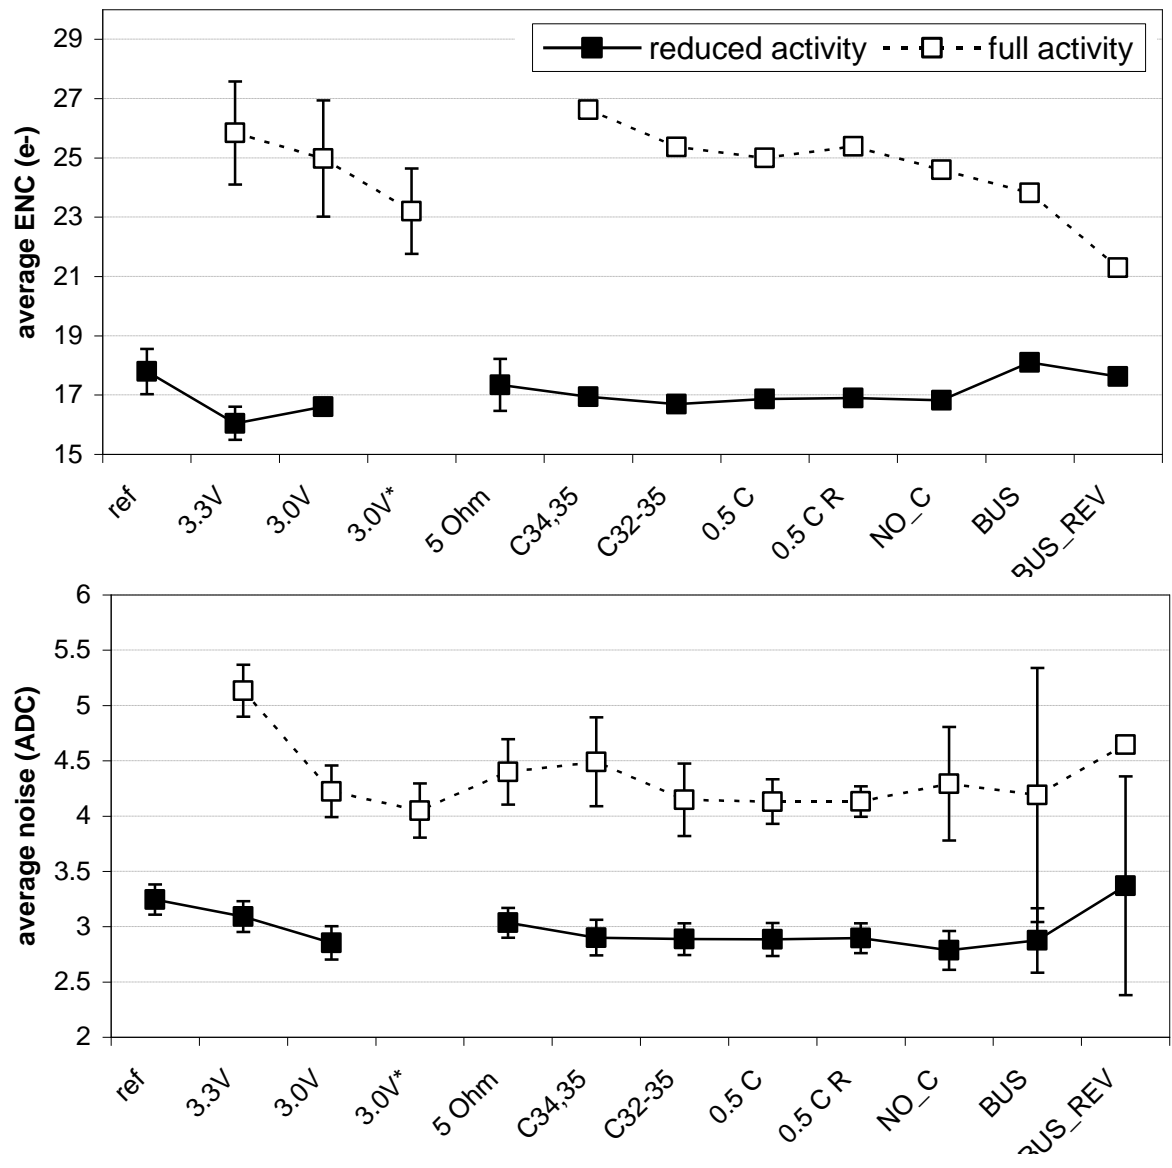 reduced activity
full activity
average ENC (e-)
29
27
25
23
21
19
17
15
ref
3.3V
3.0V
3.0V*
5 Ohm
C34,35
C32-35
0.5 C
0.5 C R
NO_C
BUS
BUS_REV
average noise (ADC)
6
5.5
5
4.5
4
3.5
3
2.5
2
ref
3.3V
3.0V
3.0V*
5 Ohm
C34,35
C32-35
0.5 C
0.5 C R
NO_C
BUS
BUS_REV